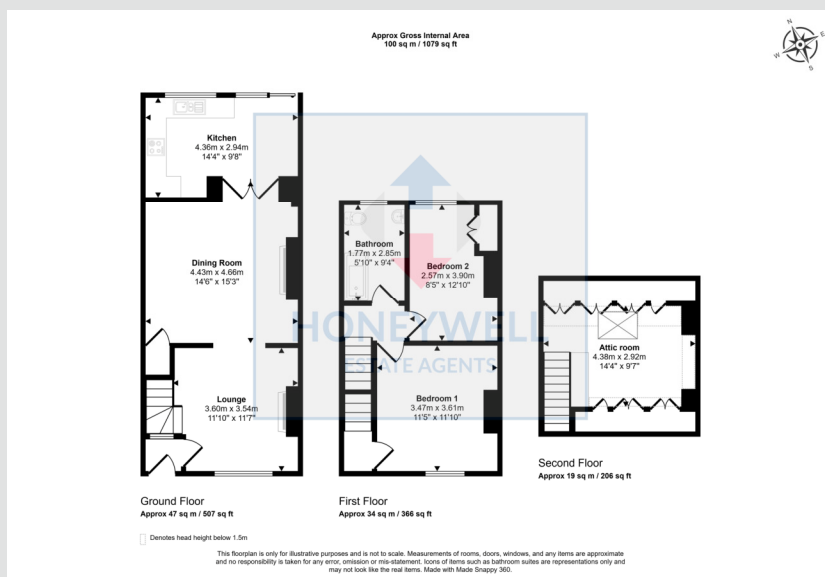 Approx Gross Internal Area
100 sq m / 1079 sq ft
N
E
S
W
Kitchen
4.36m x 2.94m
14'4" x 9'8"
Dining Room
4.43m x 4.66m
14'6" x 15'3"
Lounge
3.60m x 3.54m
11'10" x 11'7"
Ground Floor
Approx 47 sq m / 507 sq ft
Bathroom
1.77m x 2.85m
5'10" x 9'4"
Bedroom 2
2.57m x 3.90m
8'5" x 12'10"
HONEYWELL
ESTATE AGENTS
Bedroom 1
3.47m x 3.61m
11'5" x 11'10"
First Floor
Approx 34 sq m / 366 sq ft
Attic room
4.38m x 2.92m
14'4" x 9'7"
Second Floor
Approx 19 sq m / 206 sq ft
Denotes head height below 1.5m
This floorplan is only for illustrative purposes and is not to scale. Measurements of rooms, doors, windows, and any items are approximate
and no responsibility is taken for any error, omission or mis-statement. Icons of items such as bathroom suites are representations only and
may not look like the real items. Made with Made Snappy 360.